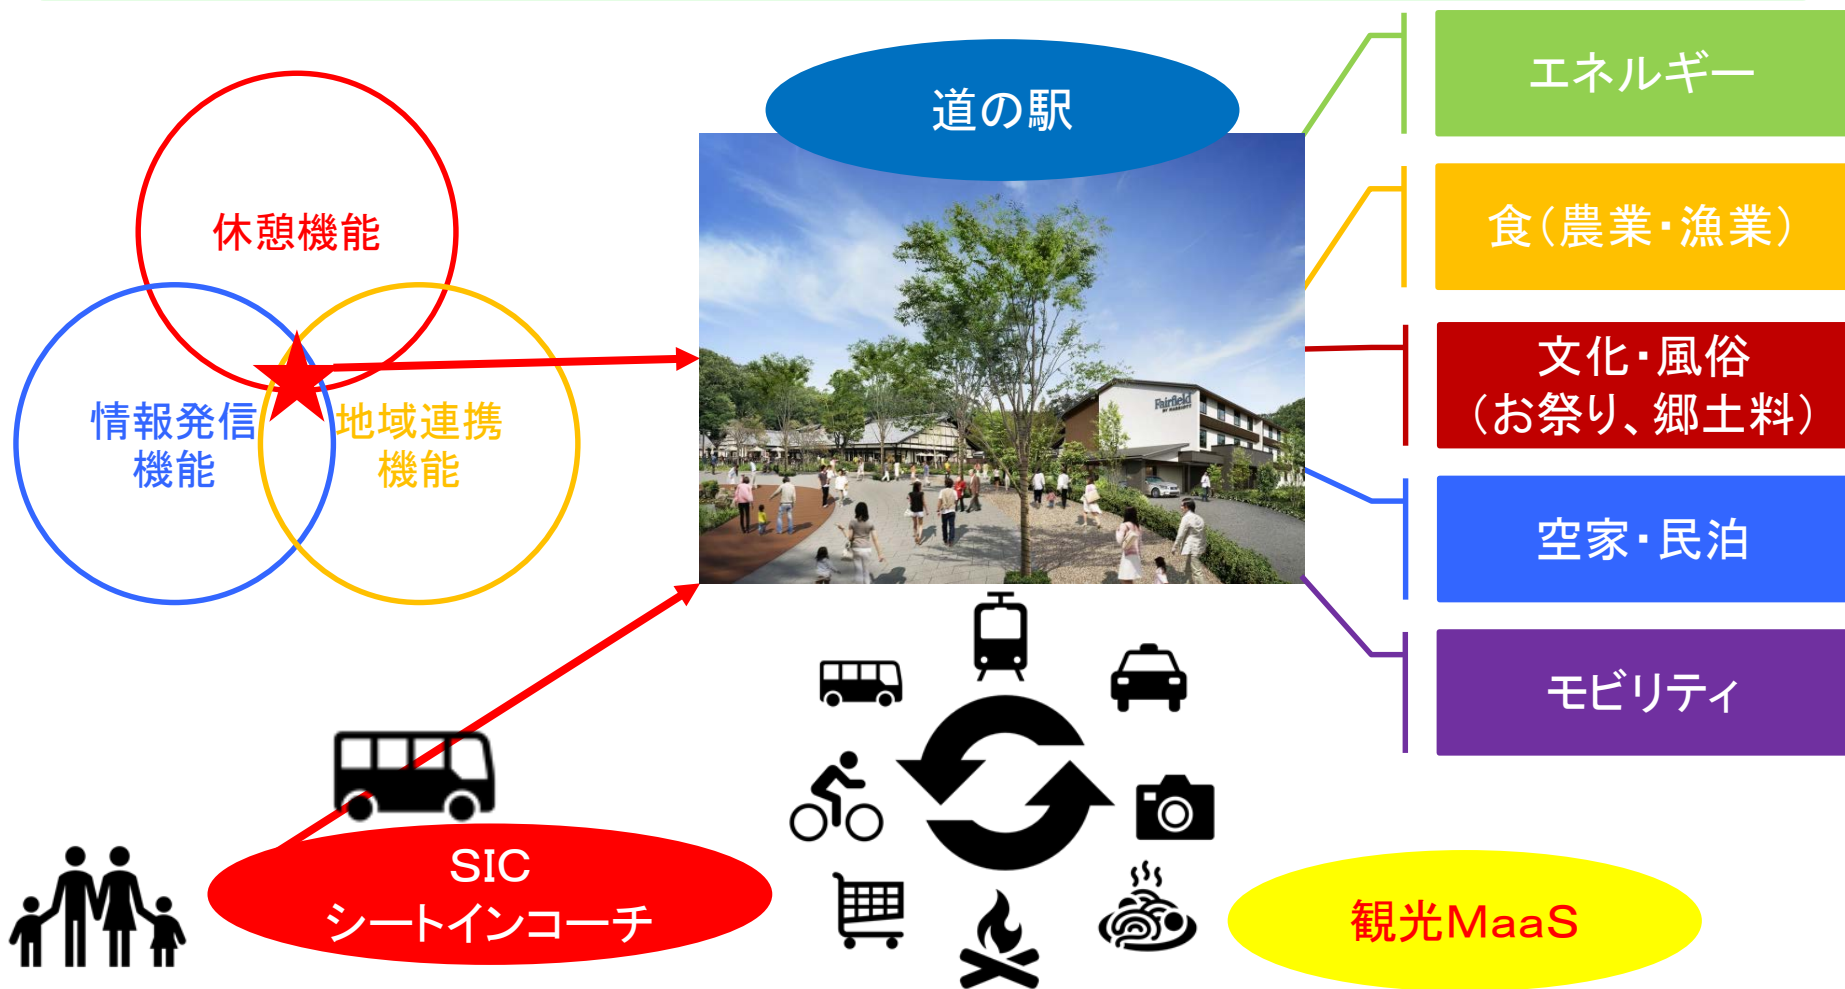 道の駅
休憩機能
情報発信
機能
地域連携
機能
Fairfield
BY MARRIOTT
エネルギー
食(農業・漁業)
文化・風俗
(お祭り、郷土料)
空家・民泊
モビリティ
SIC
シートインコーチ
観光MaaS